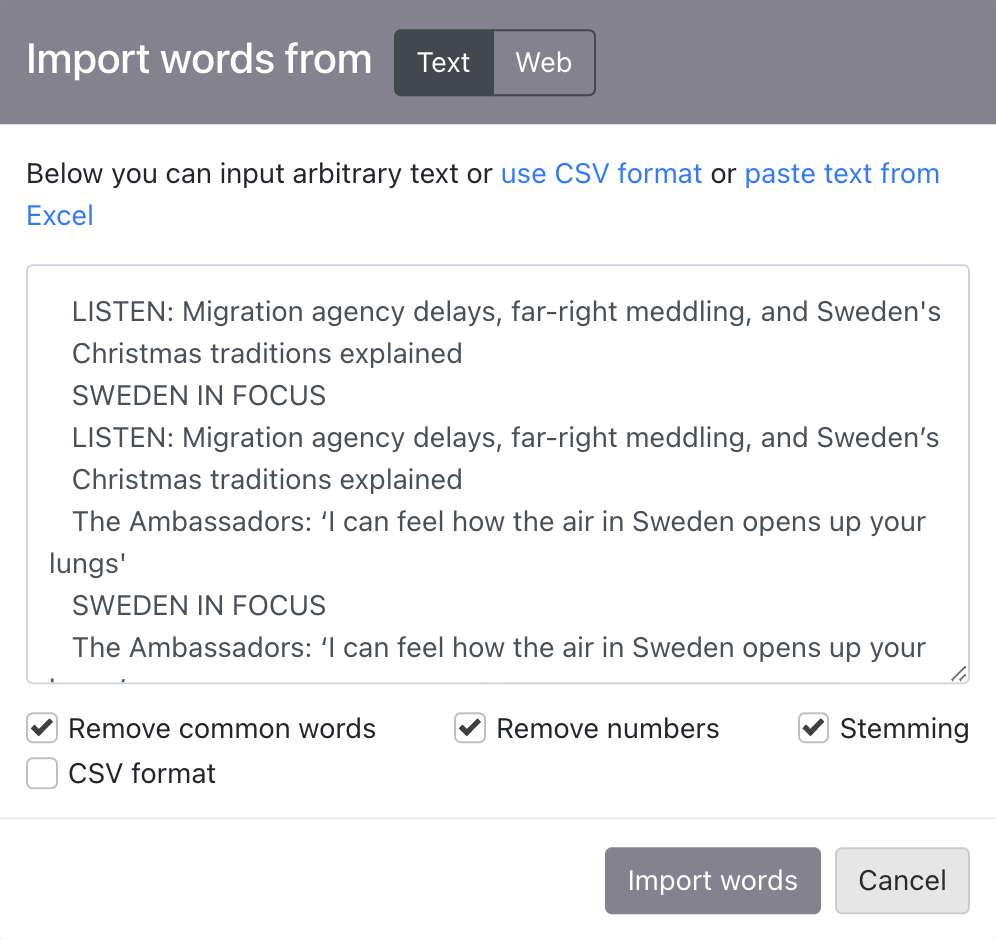 Import words from Text Web
Below you can input arbitrary text or use CSV format or paste text from
Excel
LISTEN: Migration agency delays, far-right meddling, and Sweden's
Christmas traditions explained
SWEDEN IN FOCUS
LISTEN: Migration agency delays, far-right meddling, and Sweden’s
Christmas traditions explained
The Ambassadors: ‘I can feel how the air in Sweden opens up your
lungs'
SWEDEN IN FOCUS
The Ambassadors: ‘I can feel how the air in Sweden opens up your
Remove common words Remove numbers Stemming
CSV format
Import words Cancel